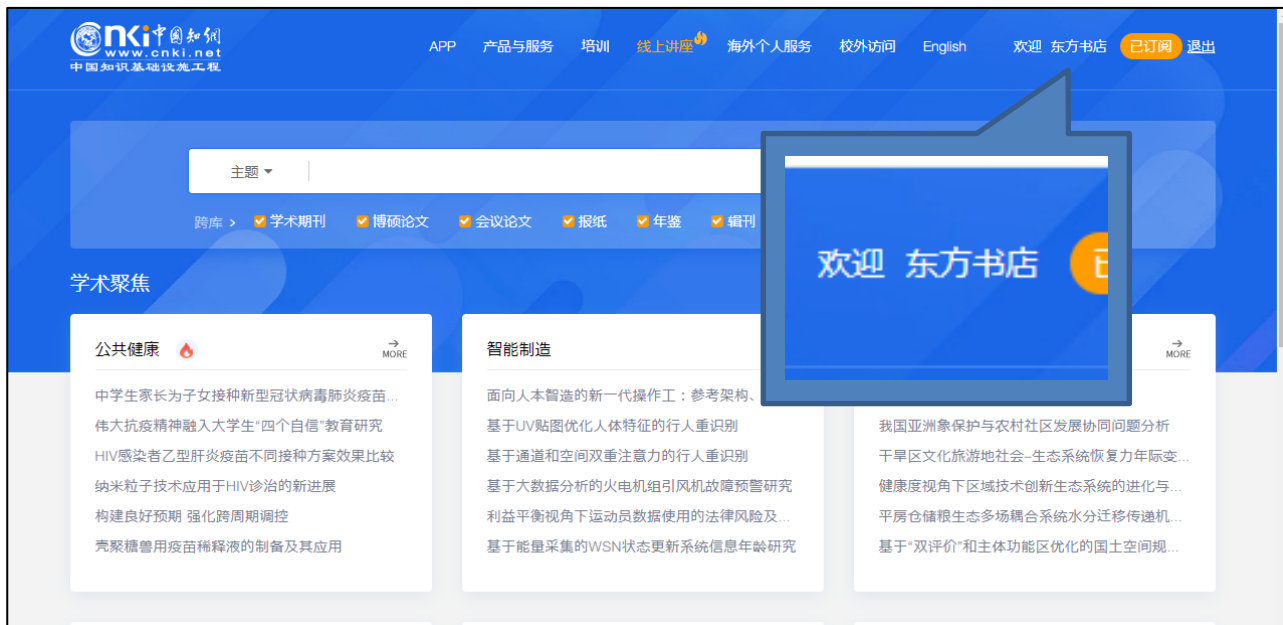 cnki中国知网
www.cnki.net
中国知识基础设施工程
APP 产品与服务 培训 线上讲座 海外个人服务 校外访问 English 欢迎 东方书店 已订阅 退出
主题
跨库 > 学术期刊 博硕论文 会议论文 报纸 年鉴 辑刊
欢迎 东方书店
学术聚焦
公共健康
MORE
中学生家长为子女接种新型冠状病毒肺炎疫苗...
伟大抗疫精神融入大学生“四个自信”教育研究
HIV感染者乙型肝炎疫苗不同接种方案效果比较
纳米粒子技术应用于HIV诊治的新进展
构建良好预期 强化跨周期调控
壳聚糖兽用疫苗稀释液的制备及其应用
智能制造
面向人本智造的新一代操作工：参考架构、
基于UV贴图优化人体特征的行人重识别
基于通道和空间双重注意力的行人重识别
基于大数据分析的火电机组引风机故障预警研究
利益平衡视角下运动员数据使用的法律风险及...
基于能量采集的WSN状态更新系统信息年龄研究
MORE
我国亚洲象保护与农村社区发展协同问题分析
干旱区文化旅游地社会–生态系统恢复力年际变...
健康度视角下区域技术创新生态系统的进化与...
平房仓储粮生态多场耦合系统水分迁移传递机...
基于“双评价”和主体功能区优化的国土空间规...